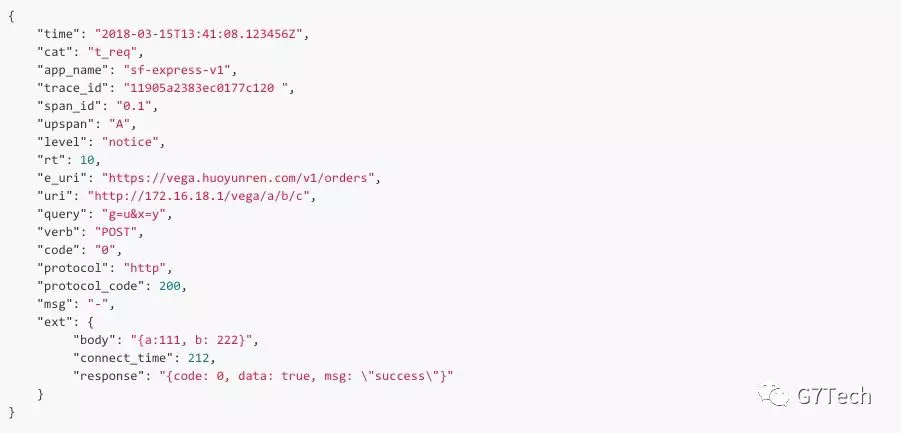 {
    "time": "2018-03-15T13:41:08.123456Z",
    "cat": "t_req",
    "app_name": "sf-express-v1",
    "trace_id": "11905a2383ec0177c120 ",
    "span_id": "0.1",
    "upspan": "A",
    "level": "notice",
    "rt": 10,
    "e_uri": "https://vega.huoyunren.com/v1/orders",
    "uri": "http://172.16.18.1/vega/a/b/c",
    "query": "g=u&x=y",
    "verb": "POST",
    "code": "0",
    "protocol": "http",
    "protocol_code": 200,
    "msg": "-",
    "ext": {
         "body": "{a:111, b: 222}",
         "connect_time": 212,
         "response": "{code: 0, data: true, msg: \"success\"}"
    }
}
G7Tech